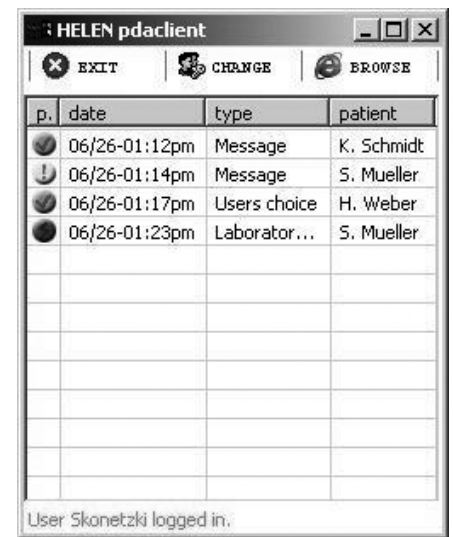 HELEN pdaclient
EXIT CHANGE BROWSE
p. date type patient
06/26-01:12pm Message K. Schmidt
06/26-01:14pm Message S. Mueller
06/26-01:17pm Users choice H. Weber
06/26-01:23pm Laborator... S. Mueller
User Skonetzki logged in.